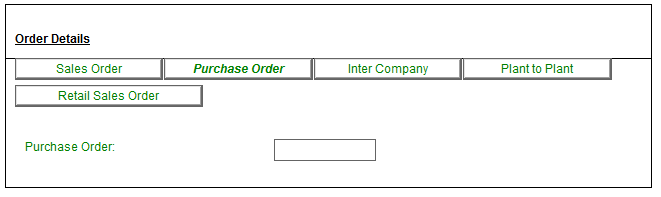 Order Details
Sales Order Purchase Order Inter Company Plant to Plant
Retail Sales Order
Purchase Order: